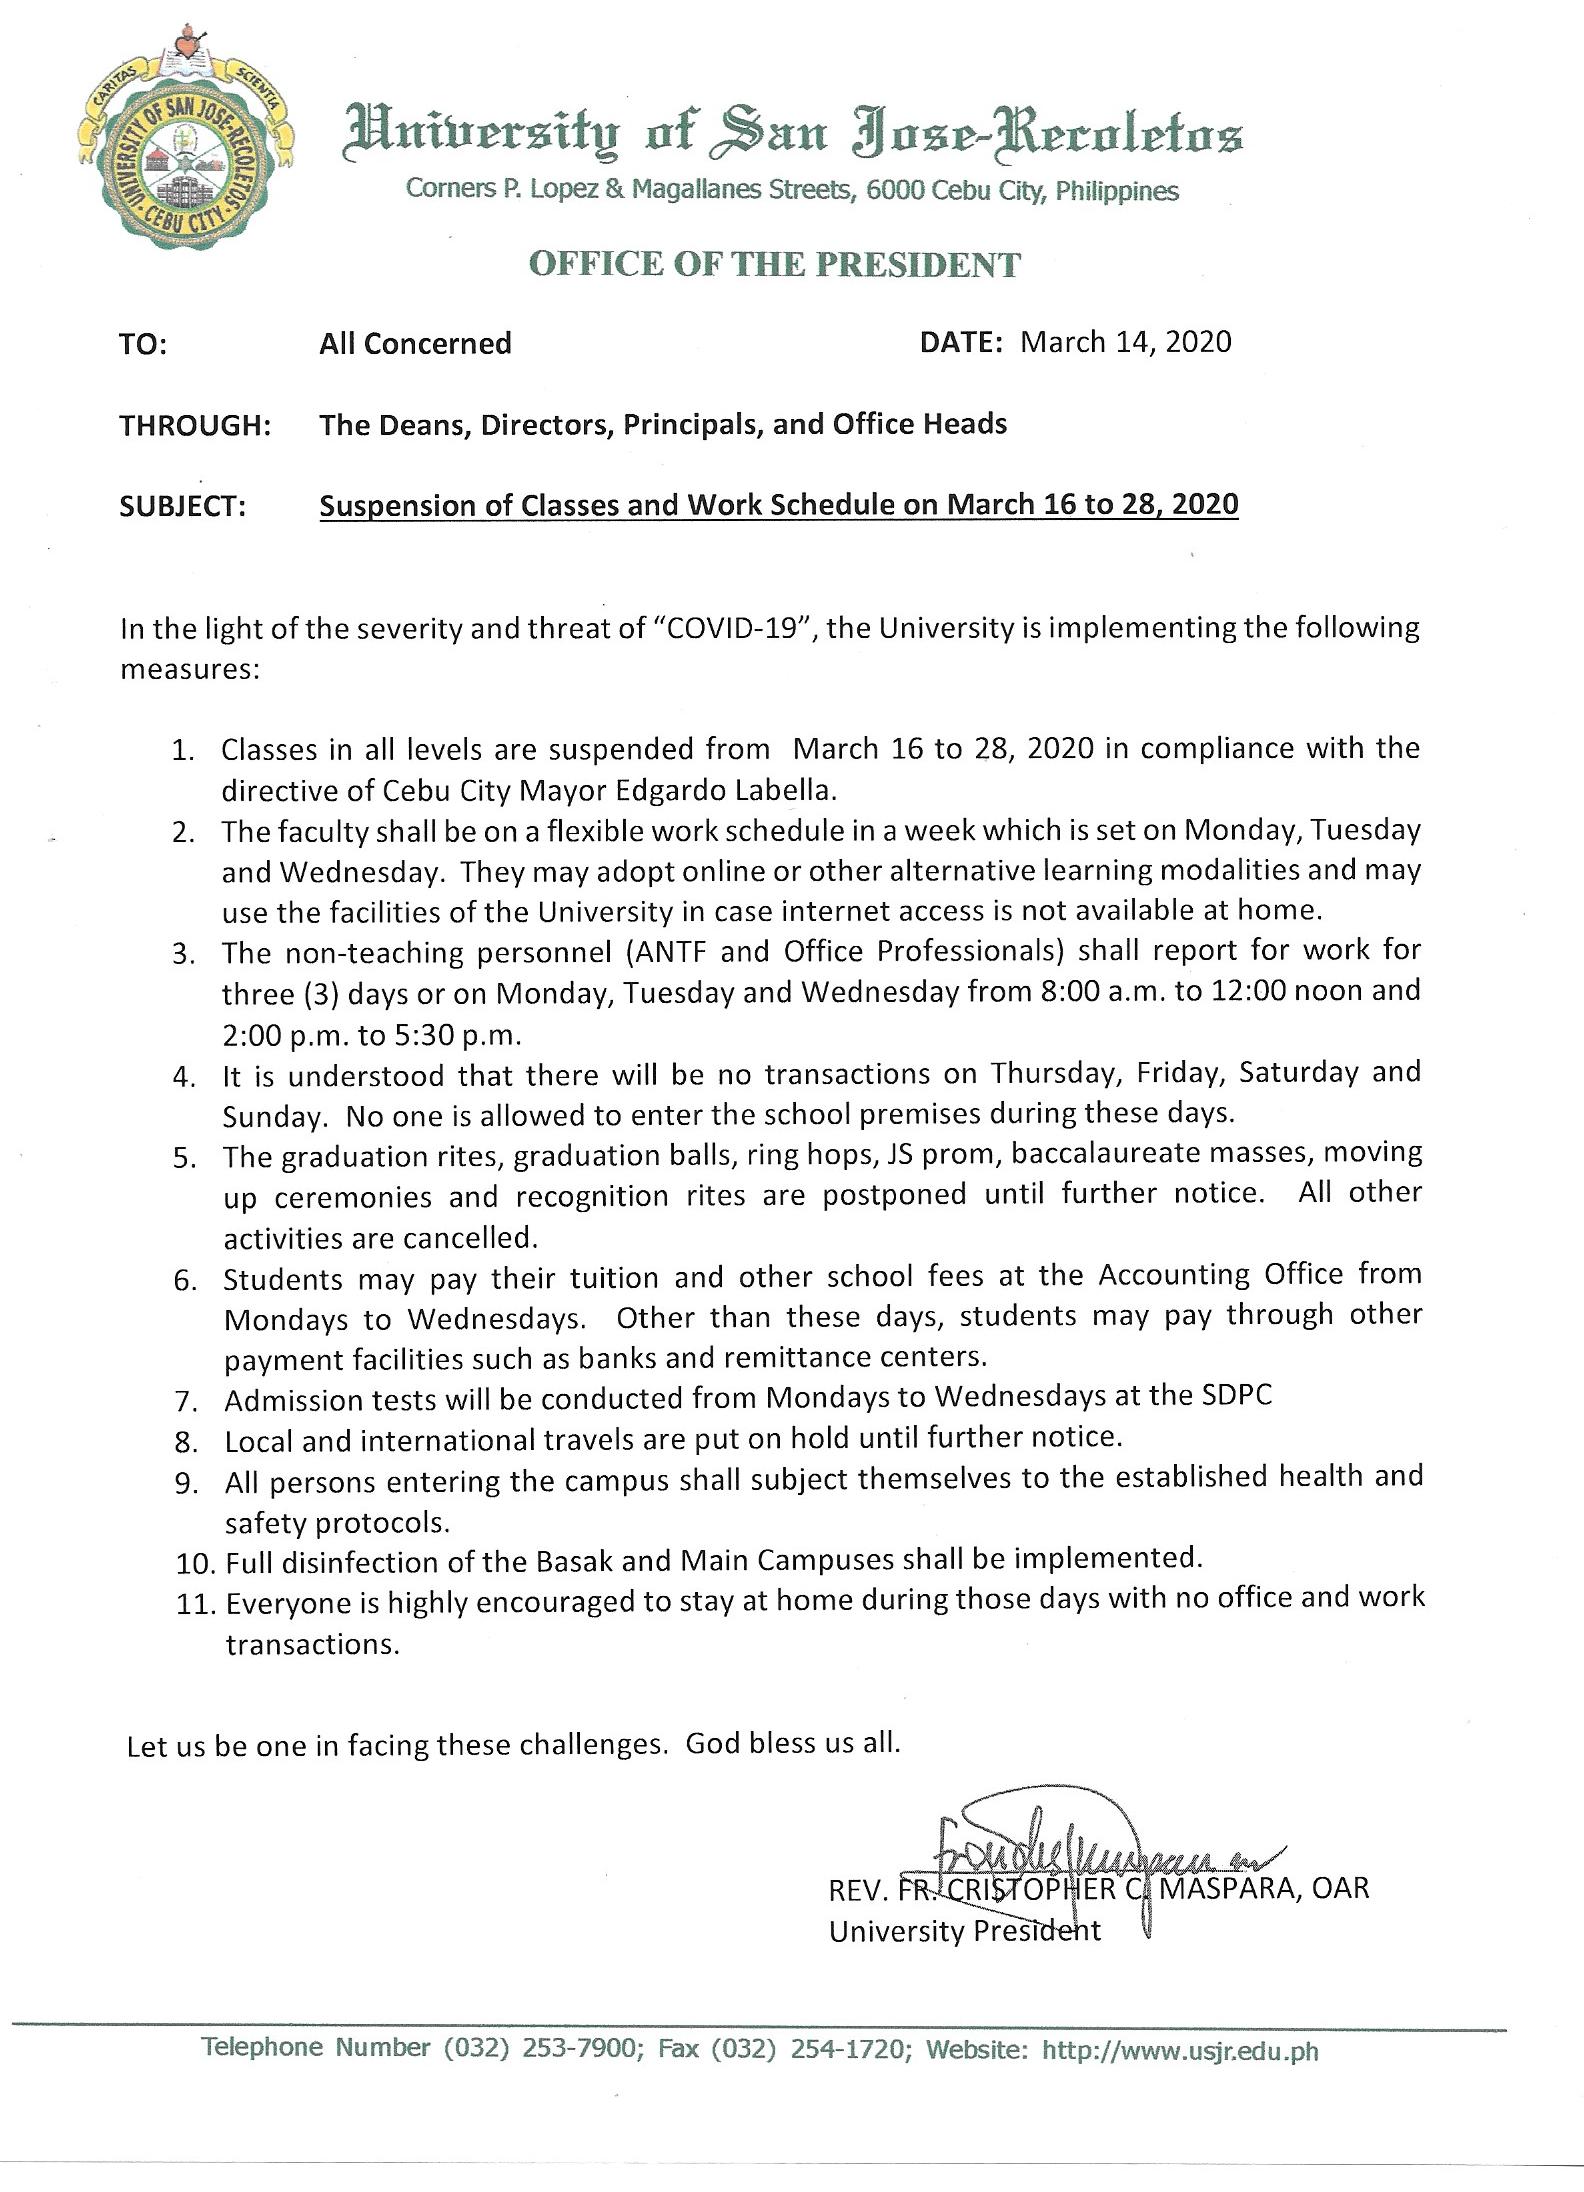 CARITAS
SCIENTIA
UNIVERSITY OF SAN JOSE-RECOLETOS
· CEBU CITY ·
University of San Jose-Recoletos
Corners P. Lopez & Magallanes Streets, 6000 Cebu City, Philippines
OFFICE OF THE PRESIDENT
TO: All Concerned DATE: March 14, 2020
THROUGH: The Deans, Directors, Principals, and Office Heads
SUBJECT: Suspension of Classes and Work Schedule on March 16 to 28, 2020
In the light of the severity and threat of “COVID-19”, the University is implementing the following
measures:
1. Classes in all levels are suspended from March 16 to 28, 2020 in compliance with the
directive of Cebu City Mayor Edgardo Labella.
2. The faculty shall be on a flexible work schedule in a week which is set on Monday, Tuesday
and Wednesday. They may adopt online or other alternative learning modalities and may
use the facilities of the University in case internet access is not available at home.
3. The non-teaching personnel (ANTF and Office Professionals) shall report for work for
three (3) days or on Monday, Tuesday and Wednesday from 8:00 a.m. to 12:00 noon and
2:00 p.m. to 5:30 p.m.
4. It is understood that there will be no transactions on Thursday, Friday, Saturday and
Sunday. No one is allowed to enter the school premises during these days.
5. The graduation rites, graduation balls, ring hops, JS prom, baccalaureate masses, moving
up ceremonies and recognition rites are postponed until further notice. All other
activities are cancelled.
6. Students may pay their tuition and other school fees at the Accounting Office from
Mondays to Wednesdays. Other than these days, students may pay through other
payment facilities such as banks and remittance centers.
7. Admission tests will be conducted from Mondays to Wednesdays at the SDPC
8. Local and international travels are put on hold until further notice.
9. All persons entering the campus shall subject themselves to the established health and
safety protocols.
10. Full disinfection of the Basak and Main Campuses shall be implemented.
11. Everyone is highly encouraged to stay at home during those days with no office and work
transactions.
Let us be one in facing these challenges. God bless us all.
REV. FR. CRISTOPHER C. MASPARA, OAR
University President
Telephone Number (032) 253-7900; Fax (032) 254-1720; Website: http://www.usjr.edu.ph